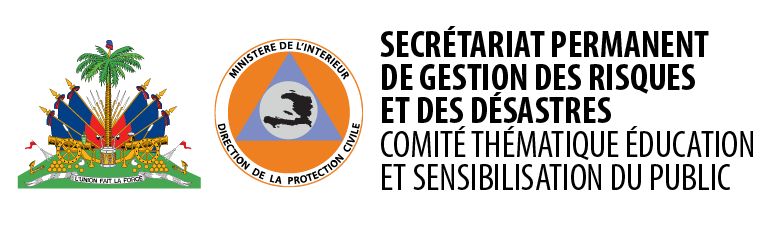 L'UNION FAIT LA FORCE
MINISTERE DE L'INTERIEUR
DIRECTION DE LA PROTECTION CIVILE
SECRÉTARIAT PERMANENT
DE GESTION DES RISQUES
ET DES DÉSASTRES
COMITÉ THÉMATIQUE ÉDUCATION
ET SENSIBILISATION DU PUBLIC